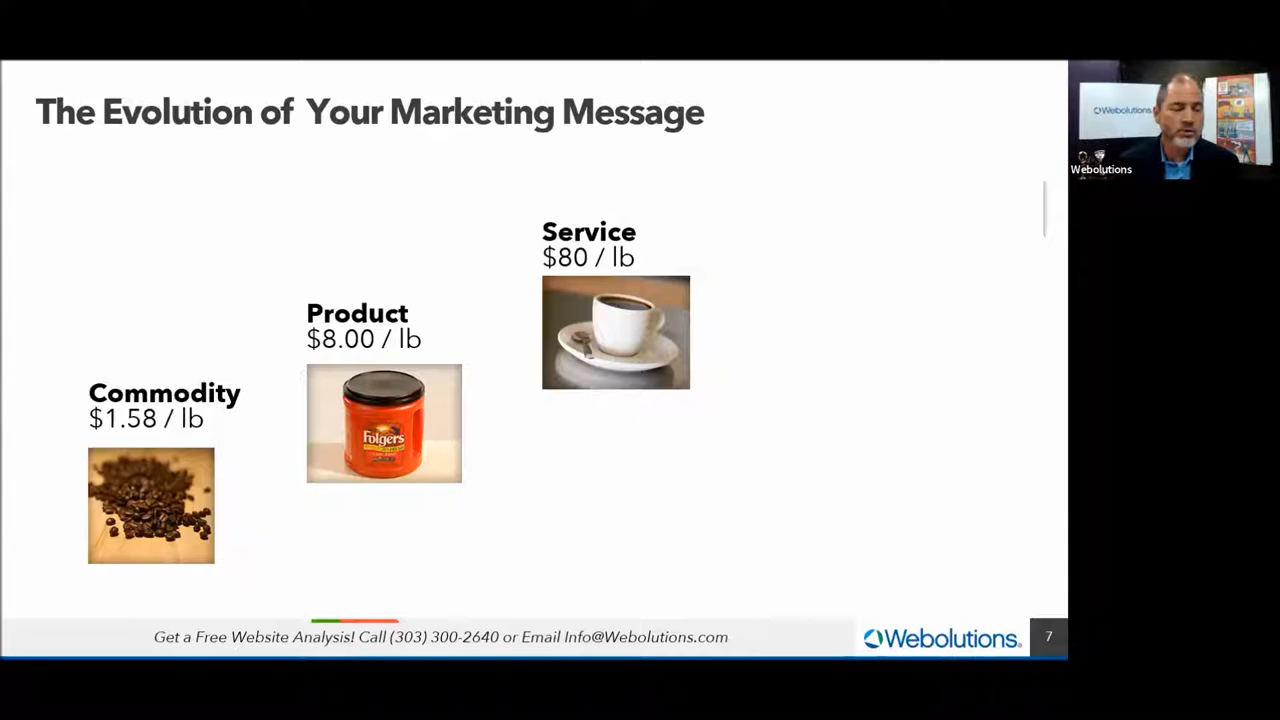 The Evolution of Your Marketing Message
Service
$80 / lb
Product
$8.00 / lb
Folgers
Commodity
$1.58 / lb
Get a Free Website Analysis! Call (303) 300-2640 or Email Info@Webolutions.com
Webolutions.
7
Webolutions
Webolutions